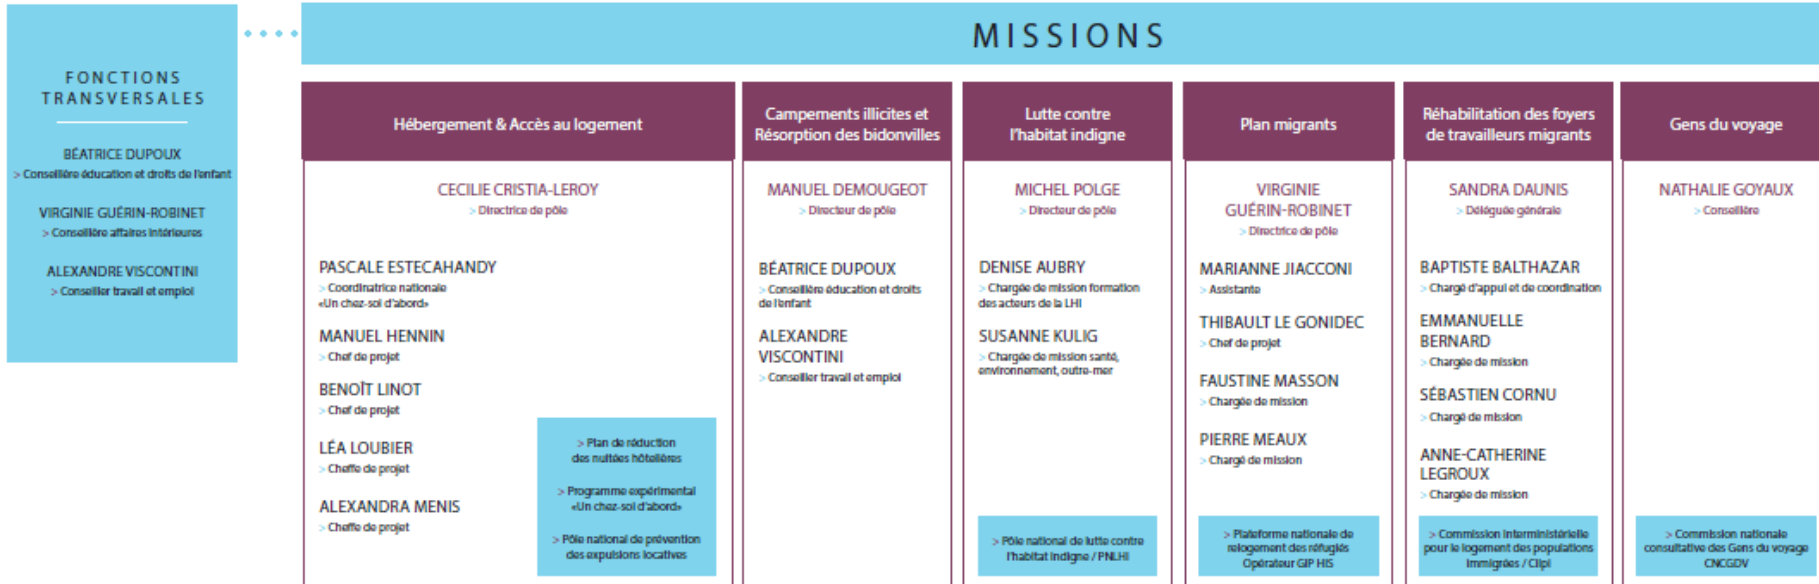 FONCTIONS
TRANSVERSALES
BÉATRICE DUPOUX
> Conseillère éducation et droits de l'enfant
VIRGINIE GUÉRIN-ROBINET
> Conseillère affaires intérieures
ALEXANDRE VISCONTINI
> Conseiller travail et emploi
MISSIONS
Hébergement & Accès au logement
CECILIE CRISTIA-LEROY
> Directrice de pôle
PASCALE ESTECAHANDY
> Coordinatrice nationale
«Un chez-soi d'abord»
MANUEL HENNIN
> Chef de projet
BENOÎT LINOT
> Chef de projet
LÉA LOUBIER
> Cheffe de projet
ALEXANDRA MENIS
> Cheffe de projet
> Plan de réduction
des nuitées hôtelières
> Programme expérimental
«Un chez-soi d'abord»
> Pôle national de prévention
des expulsions locatives
Campements illicites et
Résorption des bidonvilles
MANUEL DEMOUGEOT
> Directeur de pôle
BÉATRICE DUPOUX
> Conseillère éducation et droits
de l'enfant
ALEXANDRE
VISCONTINI
> Conseiller travail et emploi
Lutte contre
l'habitat indigne
MICHEL POLGE
> Directeur de pôle
DENISE AUBRY
> Chargée de mission formation
des acteurs de la LHI
SUSANNE KULIG
> Chargée de mission santé,
environnement, outre-mer
> Pôle national de lutte contre
l'habitat indigne / PNLHI
Plan migrants
VIRGINIE
GUÉRIN-ROBINET
> Directrice de pôle
MARIANNE JIACCONI
> Assistante
THIBAULT LE GONIDEC
> Chef de projet
FAUSTINE MASSON
> Chargée de mission
PIERRE MEAUX
> Chargé de mission
> Plateforme nationale de
relogement des réfugiés
Opérateur GIP HIS
Réhabilitation des foyers
de travailleurs migrants
SANDRA DAUNIS
> Déléguée générale
BAPTISTE BALTHAZAR
> Chargé d'appui et de coordination
EMMANUELLE
BERNARD
> Chargée de mission
SÉBASTIEN CORNU
> Chargé de mission
ANNE-CATHERINE
LEGROUX
> Chargée de mission
> Commission interministérielle
pour le logement des populations
immigrées / Cilpi
Gens du voyage
NATHALIE GOYAUX
> Conseillère
> Commission nationale
consultative des Gens du voyage
CNCGDV